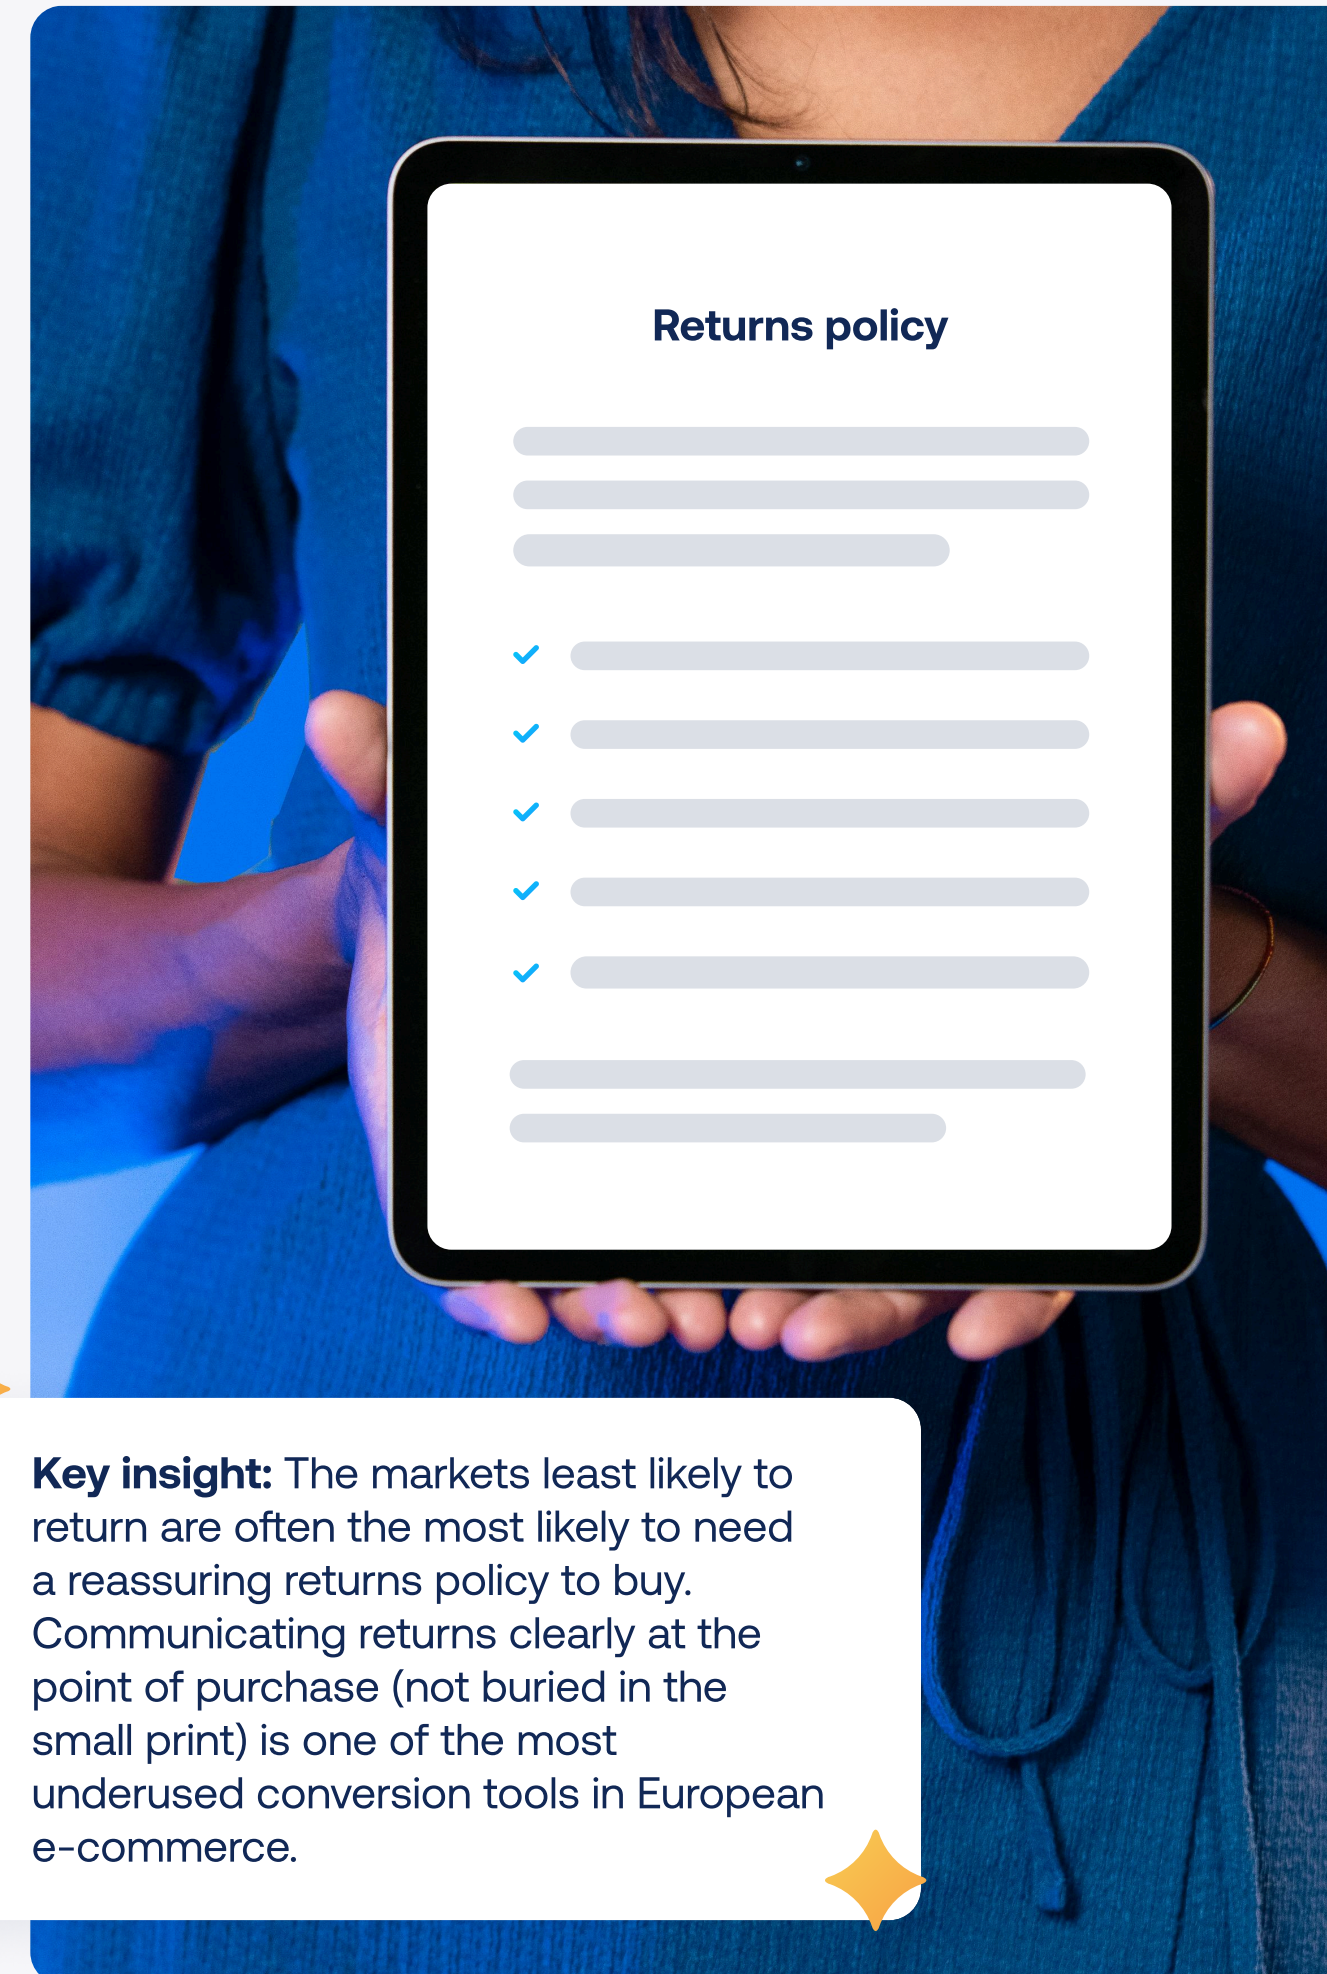 Returns policy
Key insight: The markets least likely to
return are often the most likely to need
a reassuring returns policy to buy.
Communicating returns clearly at the
point of purchase (not buried in the
small print) is one of the most
underused conversion tools in European
e-commerce.